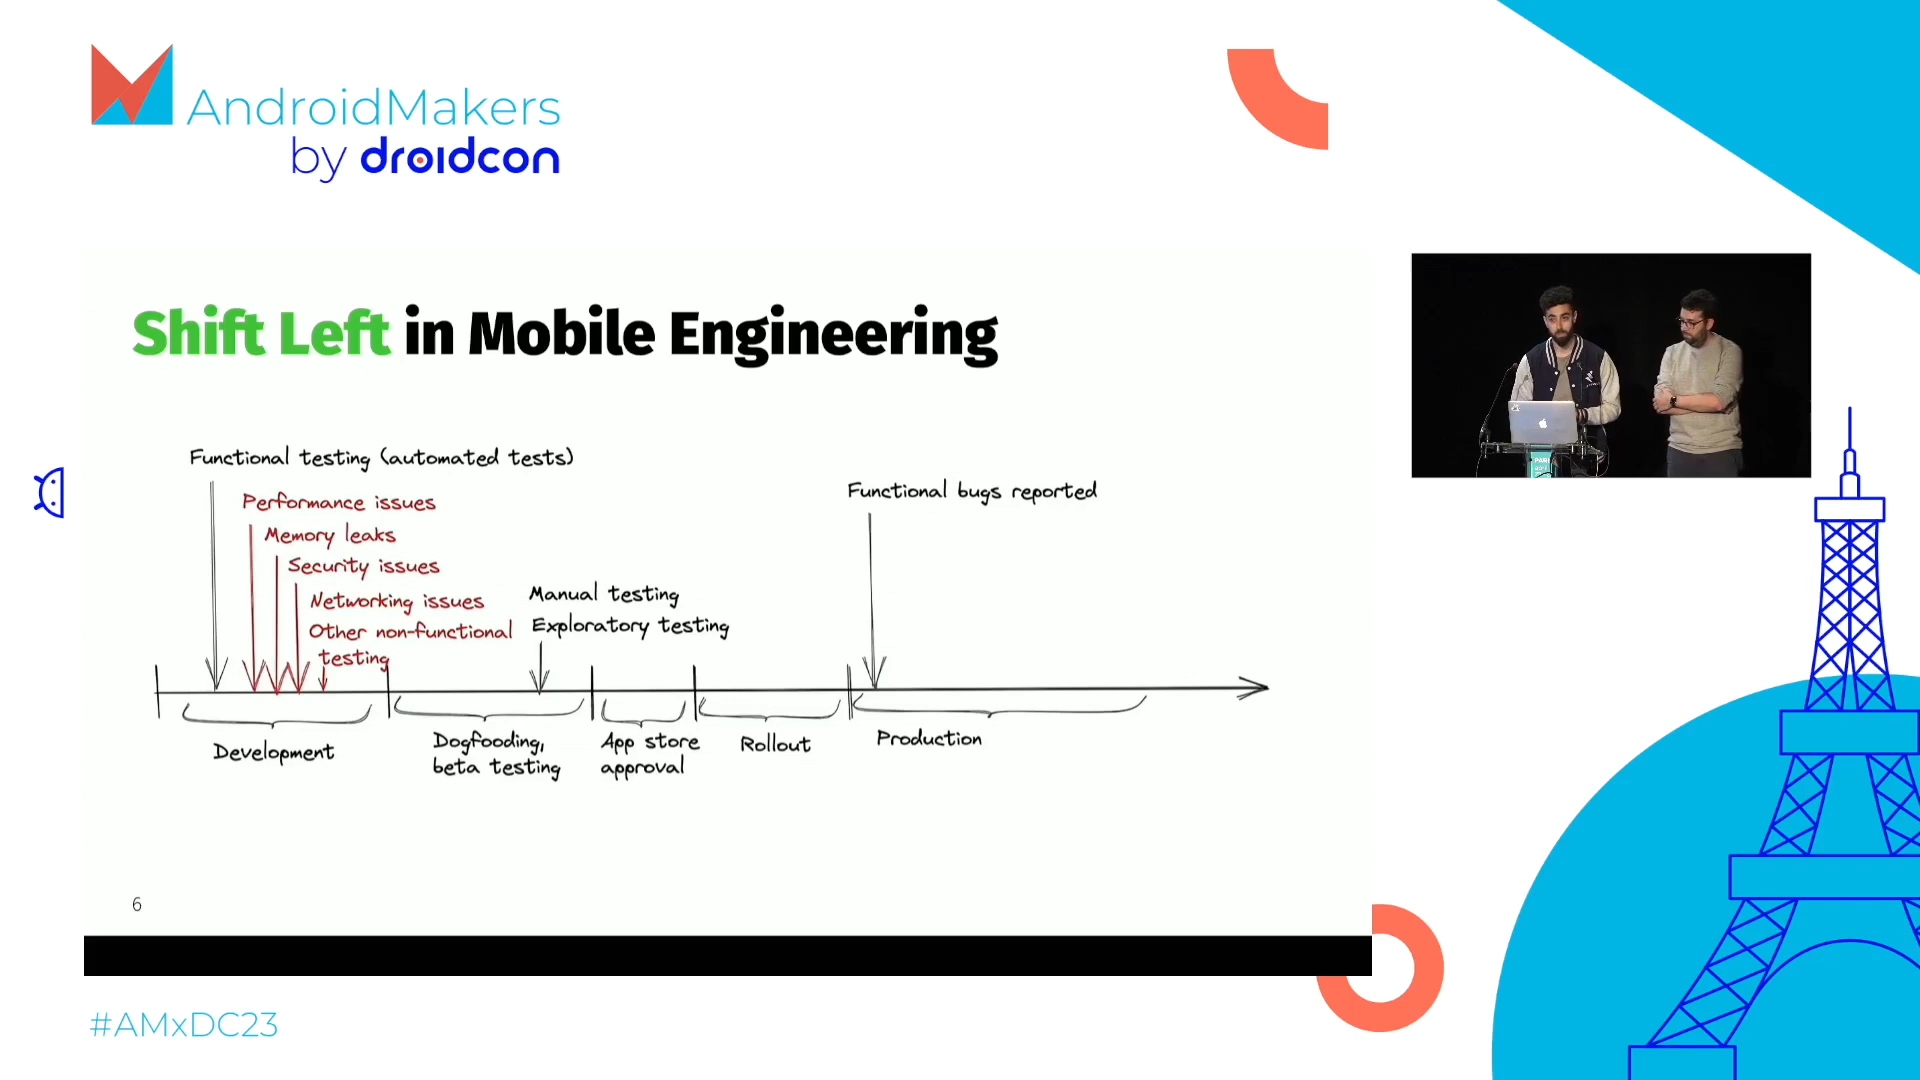 AndroidMakers
by droidcon
Shift Left in Mobile Engineering
Functional testing (automated tests)
Performance issues
Memory leaks
Security issues
Networking issues
Other non-functional
testing
Manual testing
Exploratory testing
Functional bugs reported
Development
Dogfooding,
beta testing
App store
approval
Rollout
Production
6
#AMxDC23